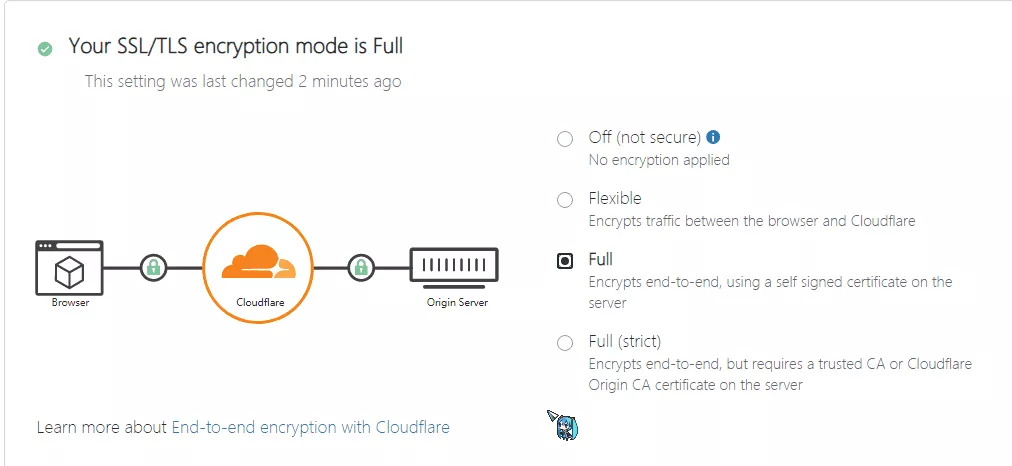 Your SSL/TLS encryption mode is Full
This setting was last changed 2 minutes ago
Off (not secure)
No encryption applied
Flexible
Encrypts traffic between the browser and Cloudflare
Full
Encrypts end-to-end, using a self signed certificate on the
server
Full (strict)
Encrypts end-to-end, but requires a trusted CA or Cloudflare
Origin CA certificate on the server
Browser
Cloudflare
Origin Server
Learn more about End-to-end encryption with Cloudflare